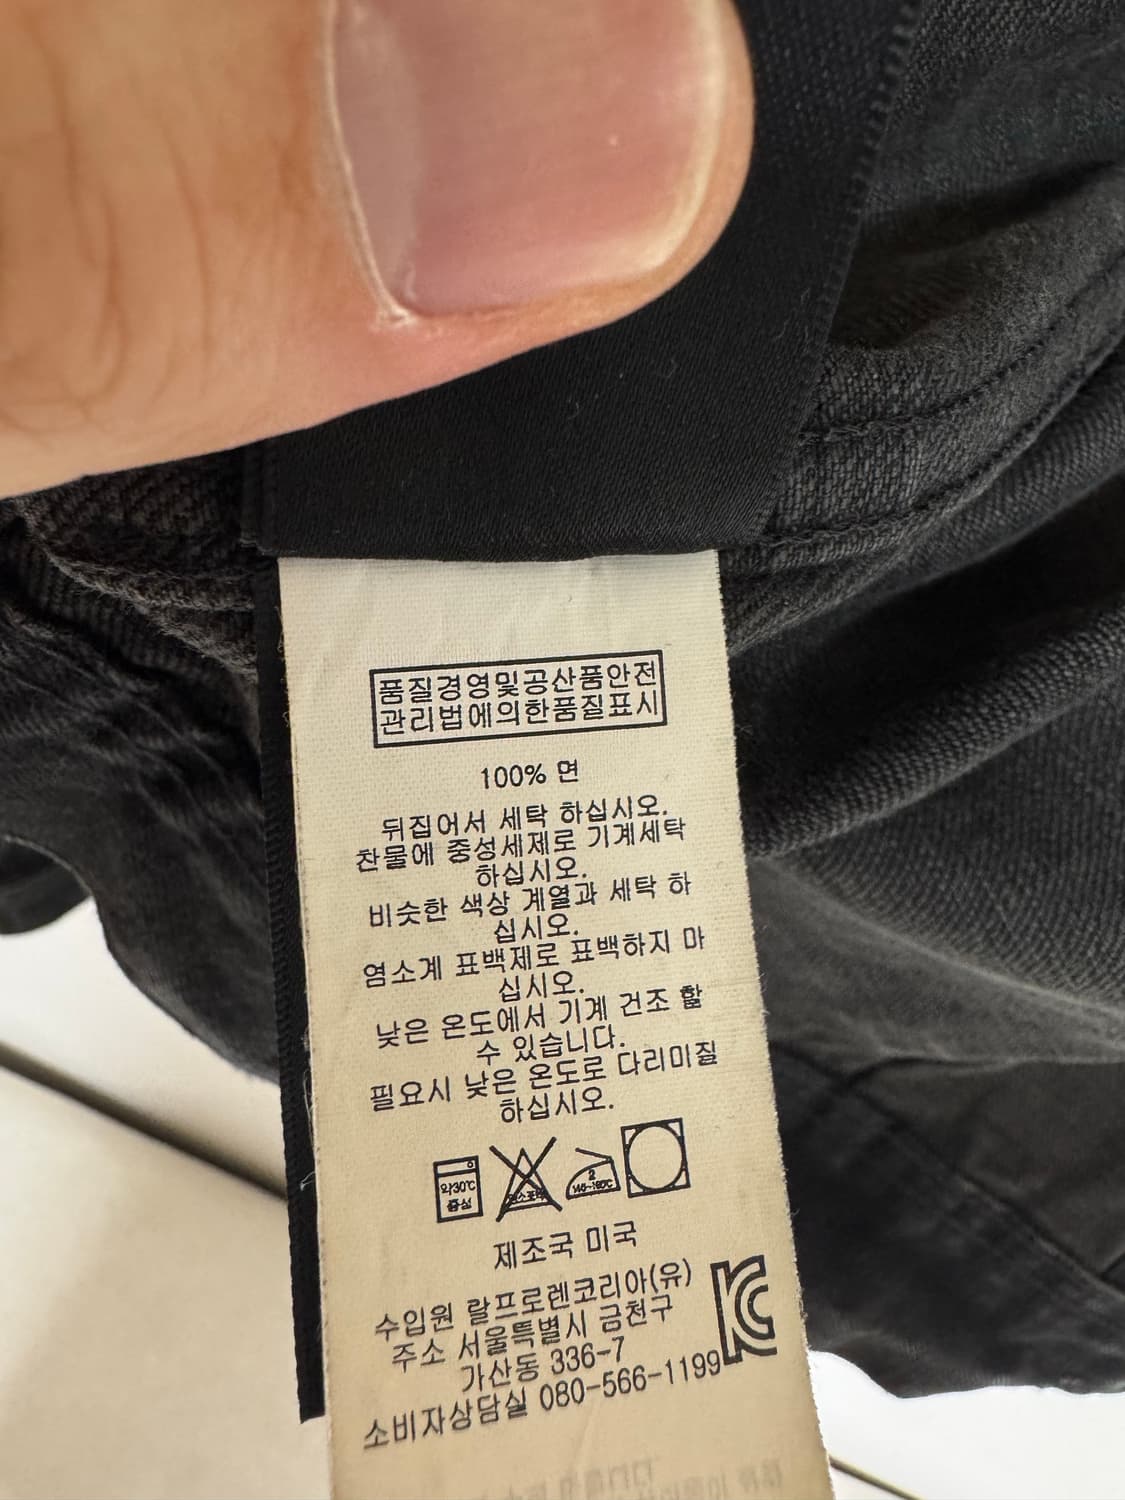 품질경영및공산품안전
관리법에의한품질표시
100% 면
뒤집어서 세탁 하십시오.
찬물에 중성세제로 기계세탁
하십시오.
비슷한 색상 계열과 세탁 하
십시오.
염소계 표백제로 표백하지 마
십시오.
낮은 온도에서 기계 건조 할
수 있습니다.
필요시 낮은 온도로 다리미질
하십시오.
약30℃
중성
염소표백
2
140~160℃
제조국 미국
수입원 랄프로렌코리아(유)
주소 서울특별시 금천구
가산동 336-7
소비자상담실 080-566-1199
KC